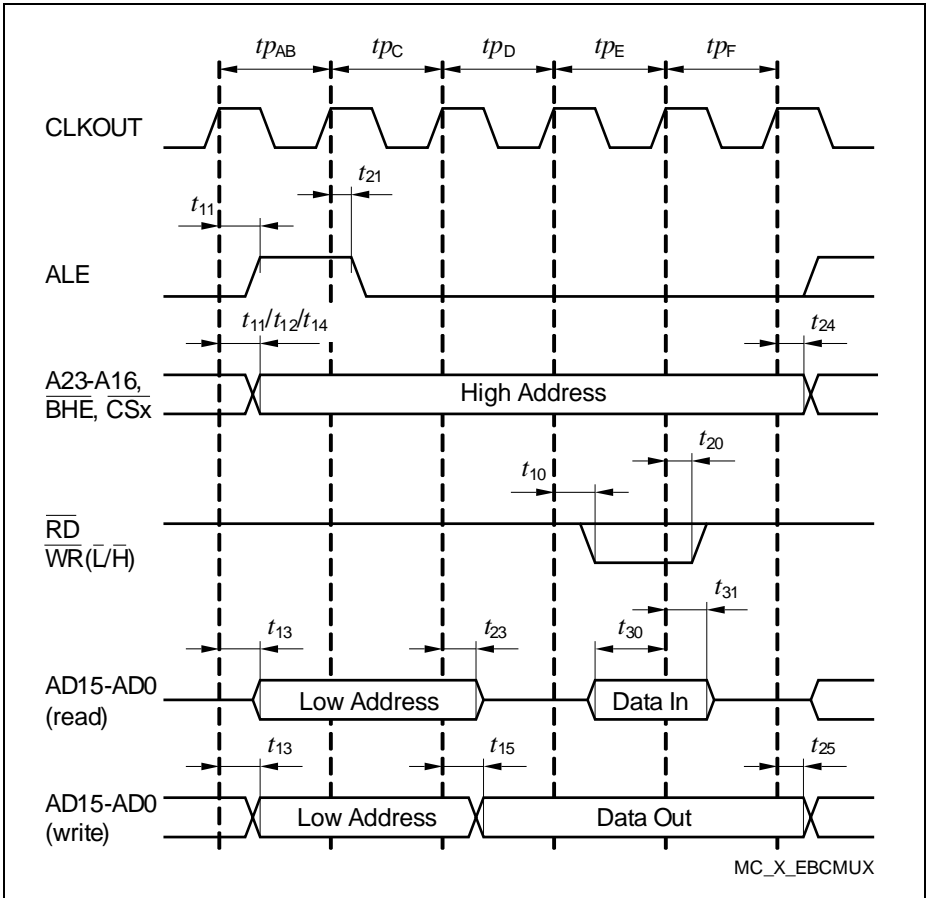 tpAB tpC tpD tpE tpF
CLKOUT
t21
t11
ALE
t11/t12/t14 t24
A23-A16,
BHE, CSx
High Address
t20
t10
RD
WR(L/H)
t31
t13 t23 t30
AD15-AD0
(read)
Low Address Data In
t13 t15 t25
AD15-AD0
(write)
Low Address Data Out
MC_X_EBCMUX